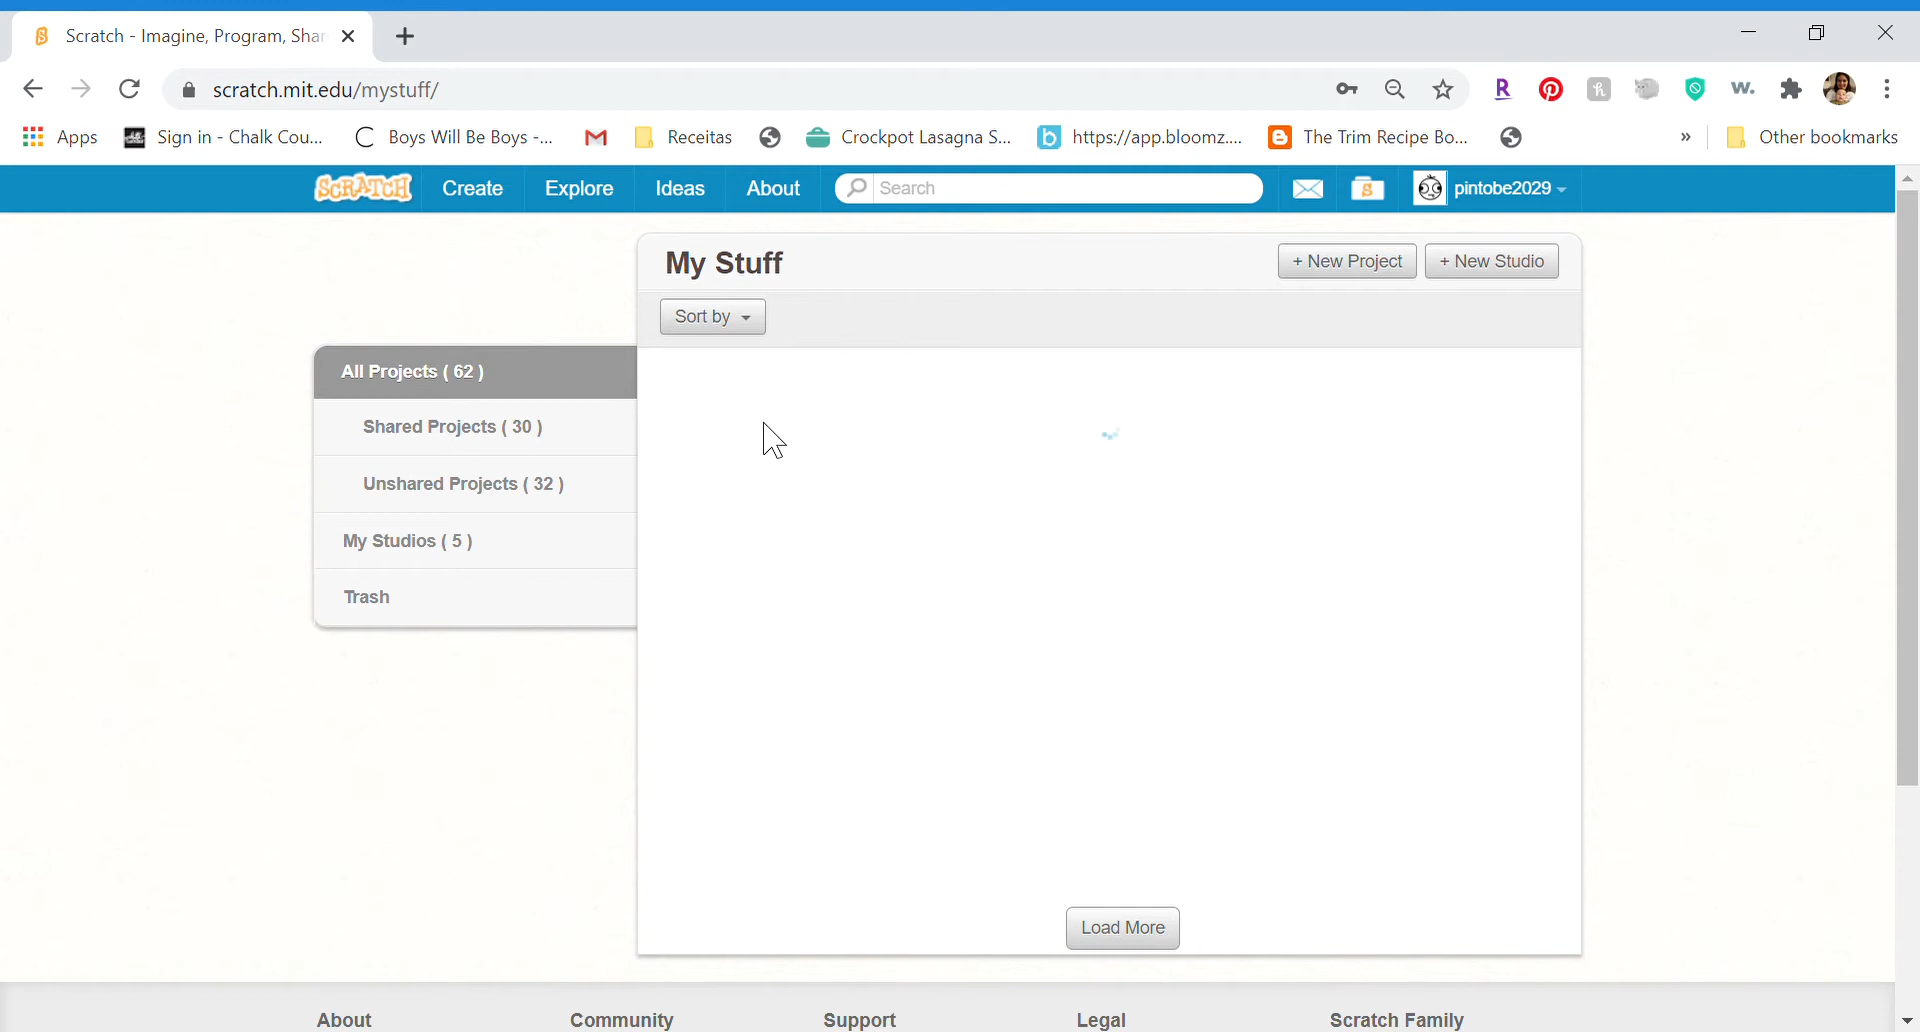 Scratch - Imagine, Program, Shar
scratch.mit.edu/mystuff/
Apps Sign in - Chalk Cou... Boys Will Be Boys -... Receitas Crockpot Lasagna S... https://app.bloomz.... The Trim Recipe Bo... » Other bookmarks
SCRATCH Create Explore Ideas About Search pintobe2029
My Stuff + New Project + New Studio
Sort by
All Projects ( 62 )
Shared Projects ( 30 )
Unshared Projects ( 32 )
My Studios ( 5 )
Trash
Load More
About Community Support Legal Scratch Family